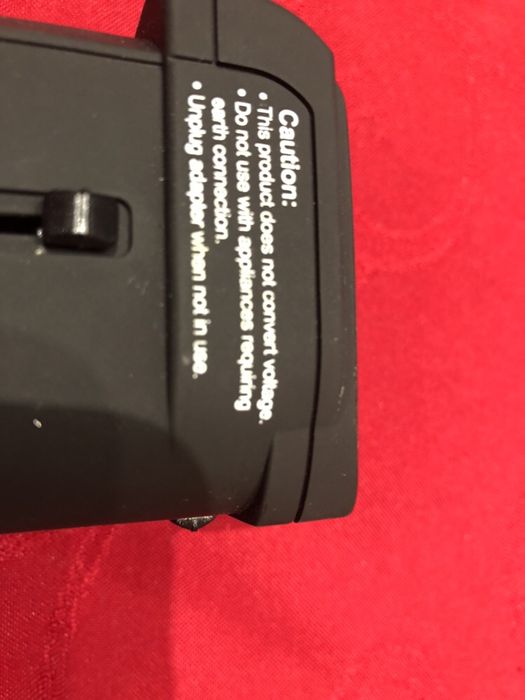 Caution:
• This product does not convert voltage.
• Do not use with appliances requiring
earth connection.
• Unplug adapter when not in use.